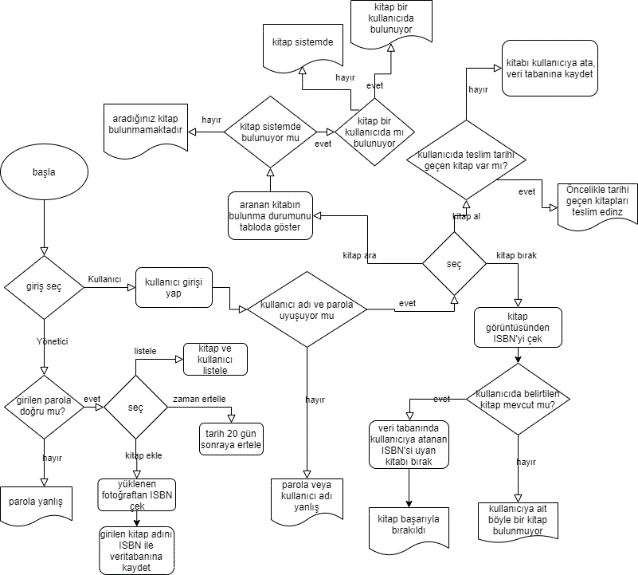 kitap bir
kullanıcıda
bulunuyor
kitap sistemde
hayır
evet
kitabı kullanıcıya ata,
veri tabanına
kaydet
hayır
aradığınız kitap
bulunmamaktadır
hayır
kitap sistemde
bulunuyor mu
evet
kitap bir
kullanıcıda mı
bulunuyor
kullanıcıda teslim tarihi
geçen kitap var mı?
evet
Öncelikle tarihi
geçen kitapları
teslim ediniz
başla
aranan kitabın
bulunma durumunu
tabloda göster
kitap al
kitap ara
seç
kitap bırak
giriş seç
Kullanıcı
kullanıcı girişi
yap
kullanıcı adı ve parola
uyuşuyor mu
evet
kitap
görüntüsünden
ISBN'yi çek
Yönetici
listele
kitap ve
kullanıcı
listele
girilen parola
doğru mu?
evet
seç
zaman ertelle
tarih 20 gün
sonraya ertele
hayır
evet
kullanıcıda belirtilen
kitap mevcut mu?
veri tabanında
kullanıcıya atanan
ISBN'si uyan
kitabı bırak
hayır
kitap ekle
hayır
parola yanlış
yüklenen
fotoğraftan ISBN
çek
parola veya
kullanıcı adı
yanlış
kitap başarıyla
bırakıldı
kullanıcıya ait
böyle bir kitap
bulunmuyor
girilen kitap adını
ISBN ile
veritabanına
kaydet